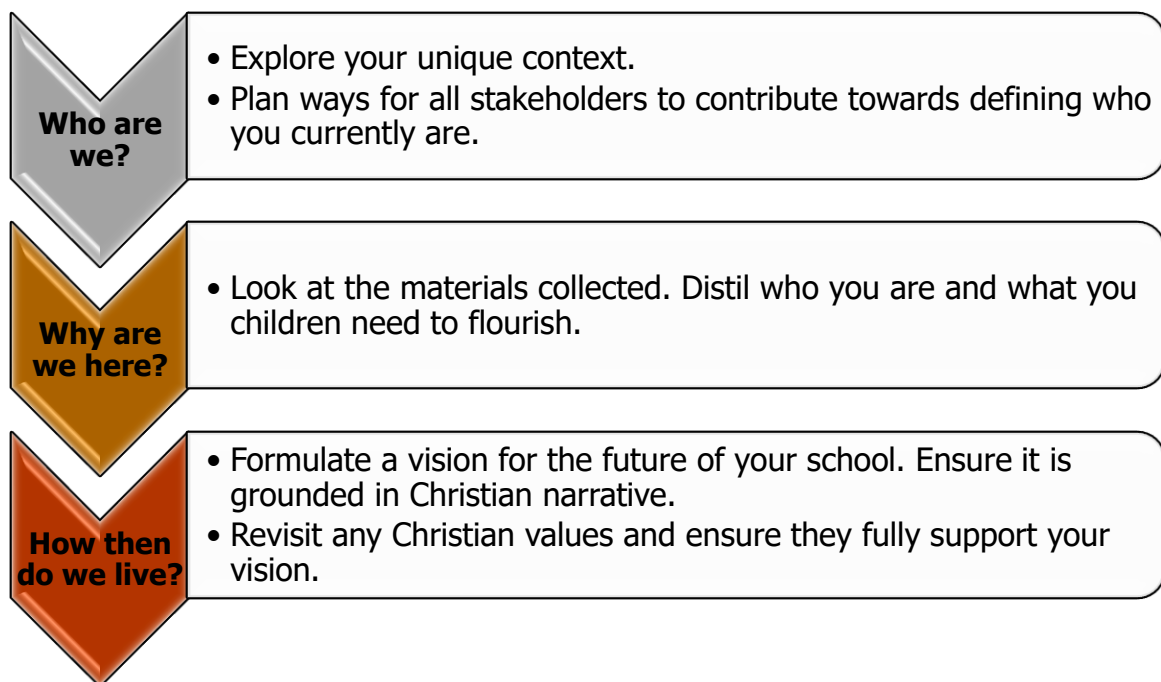 Who are
we?
• Explore your unique context.
• Plan ways for all stakeholders to contribute towards defining who
you currently are.
Why are
we here?
• Look at the materials collected. Distil who you are and what you
children need to flourish.
How then
do we live?
• Formulate a vision for the future of your school. Ensure it is
grounded in Christian narrative.
• Revisit any Christian values and ensure they fully support your
vision.